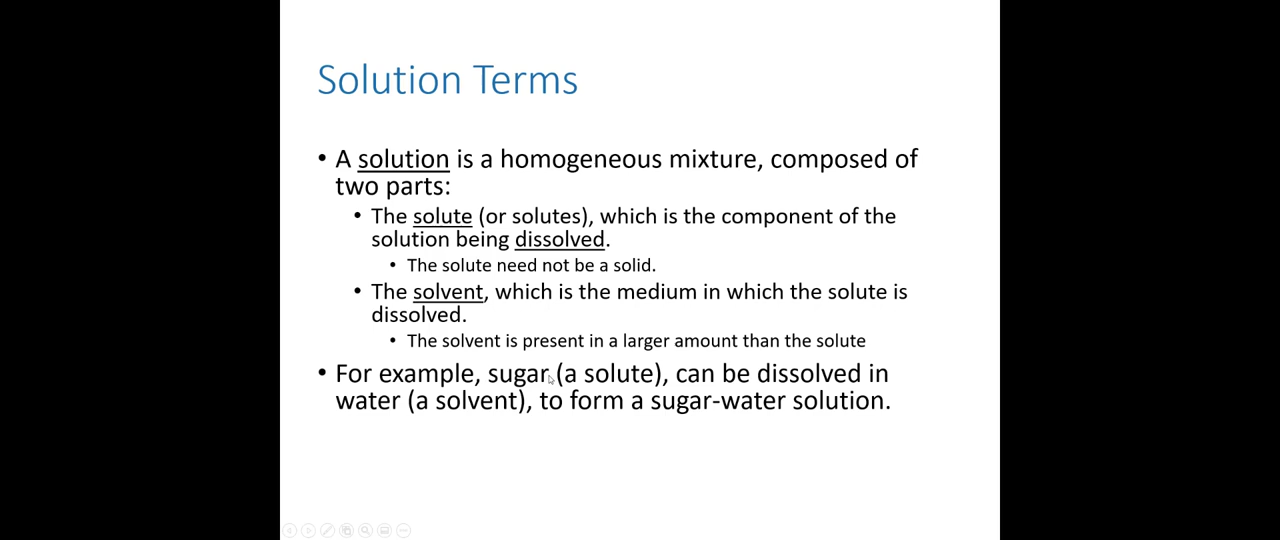 Solution Terms
• A solution is a homogeneous mixture, composed of
two parts:
• The solute (or solutes), which is the component of the
solution being dissolved.
• The solute need not be a solid.
• The solvent, which is the medium in which the solute is
dissolved.
• The solvent is present in a larger amount than the solute
• For example, sugar (a solute), can be dissolved in
water (a solvent), to form a sugar-water solution.